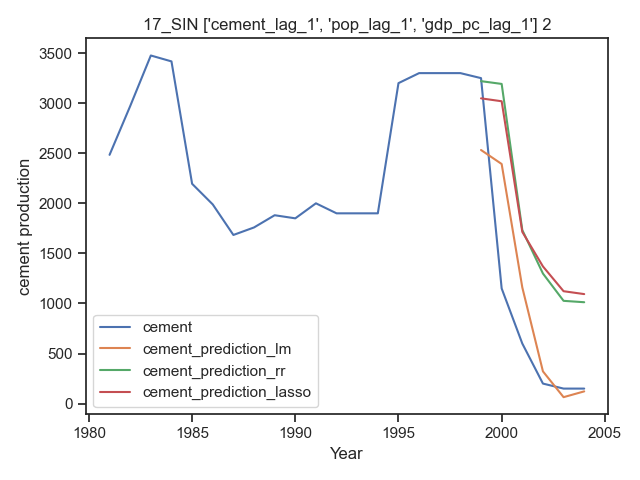 17_SIN ['cement_lag_1', 'pop_lag_1', 'gdp_pc_lag_1'] 2
3500
3000
2500
2000
1500
1000
500
0
cement production
cement
cement_prediction_lm
cement_prediction_rr
cement_prediction_lasso
1980 1985 1990 1995 2000 2005
Year